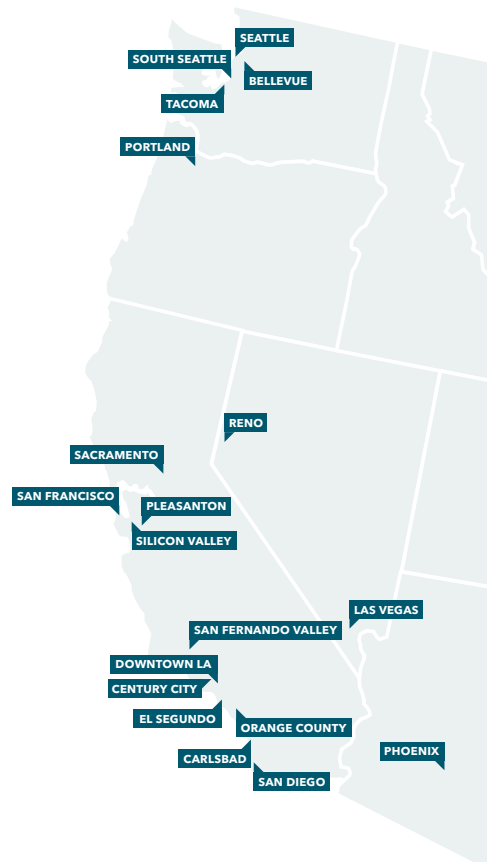 SEATTLE
SOUTH SEATTLE
BELLEVUE
TACOMA
PORTLAND
RENO
SACRAMENTO
SAN FRANCISCO
PLEASANTON
SILICON VALLEY
LAS VEGAS
SAN FERNANDO VALLEY
DOWNTOWN LA
CENTURY CITY
EL SEGUNDO
ORANGE COUNTY
PHOENIX
CARLSBAD
SAN DIEGO